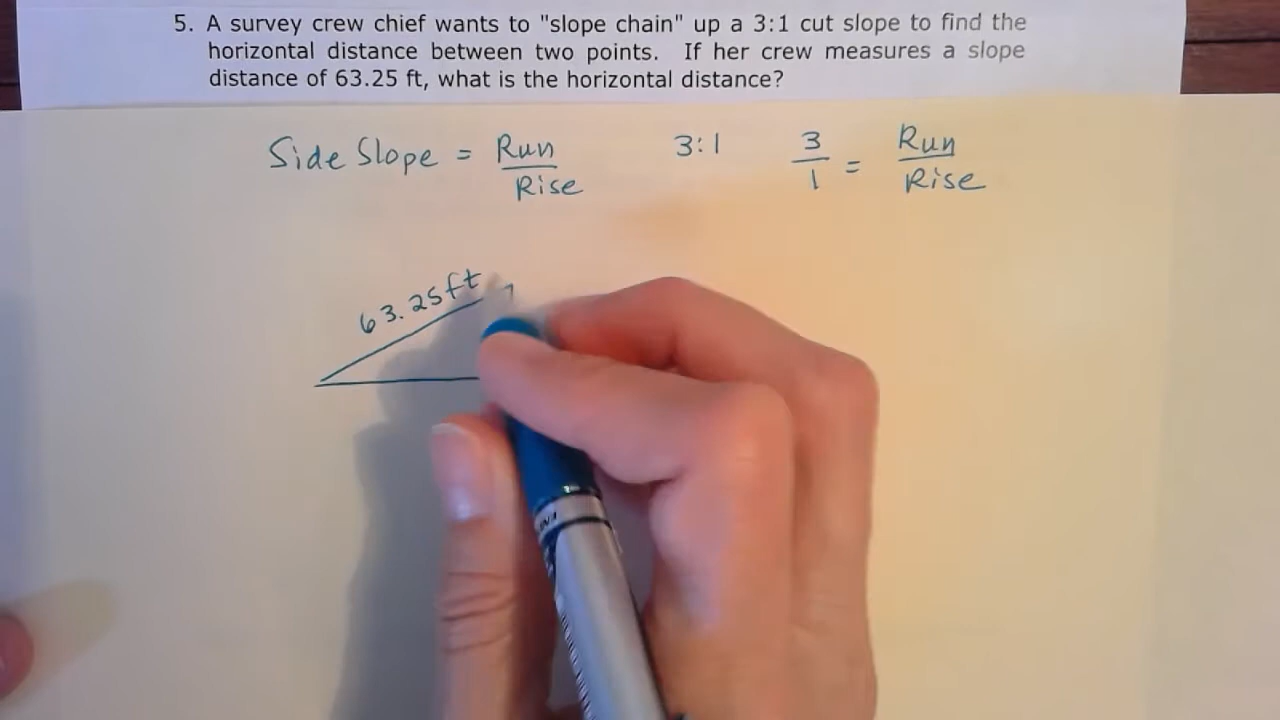 5. A survey crew chief wants to "slope chain" up a 3:1 cut slope to find the
horizontal distance between two points. If her crew measures a slope
distance of 63.25 ft, what is the horizontal distance?
Side Slope = Run / Rise 3:1 3 / 1 = Run / Rise
63.25ft